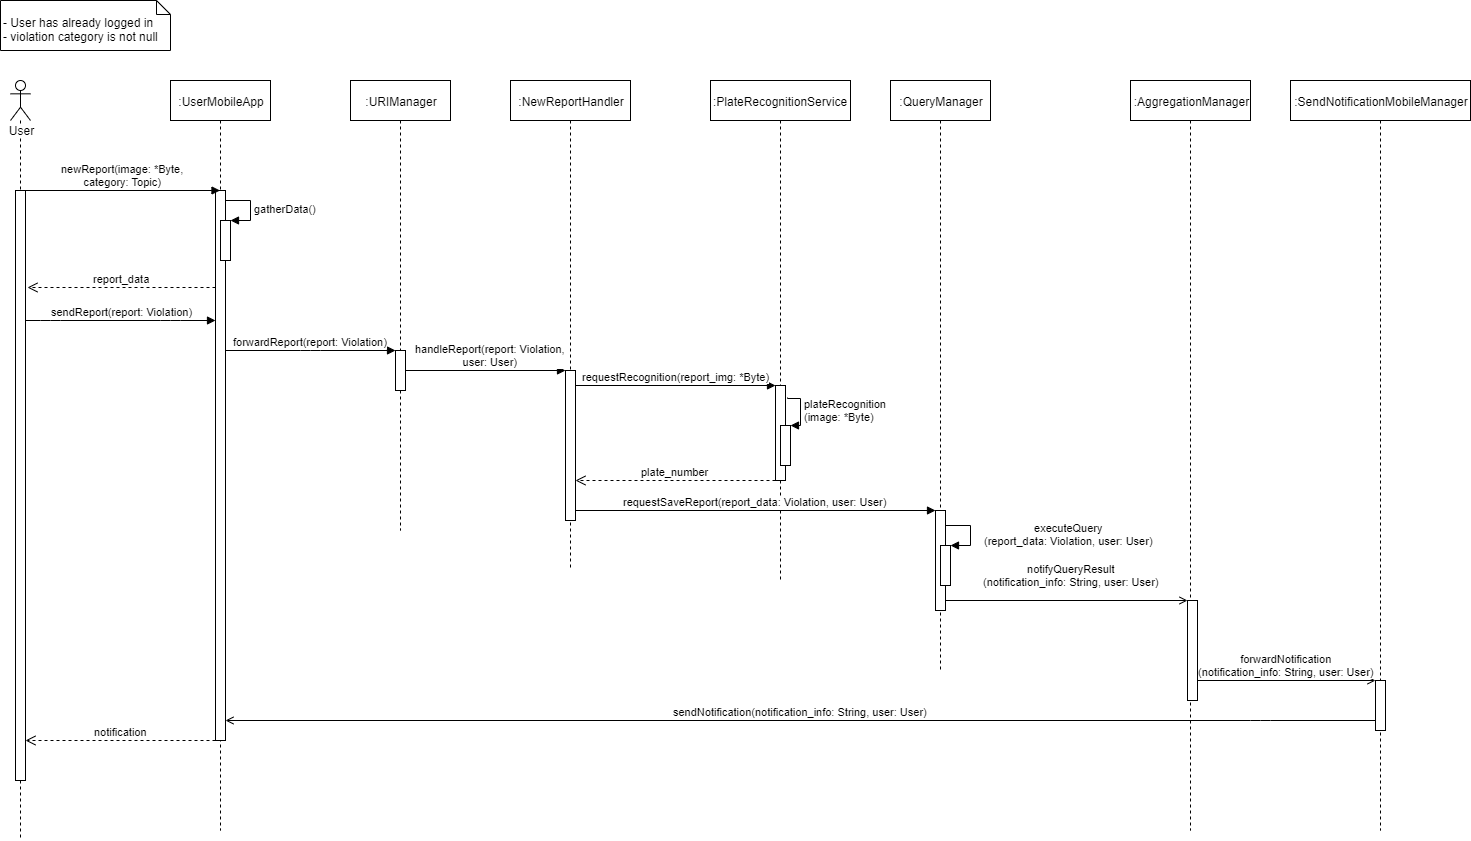 - User has already logged in
- violation category is not null
User
:UserMobileApp
:URIManager
:NewReportHandler
:PlateRecognitionService
:QueryManager
:AggregationManager
:SendNotificationMobileManager
newReport(image: *Byte,
category: Topic)
gatherData()
report_data
sendReport(report: Violation)
forwardReport(report: Violation)
handleReport(report: Violation,
user: User)
requestRecognition(report_img: *Byte)
plateRecognition
(image: *Byte)
plate_number
requestSaveReport(report_data: Violation, user: User)
executeQuery
(report_data: Violation, user: User)
notifyQueryResult
(notification_info: String, user: User)
forwardNotification
(notification_info: String, user: User)
sendNotification(notification_info: String, user: User)
notification